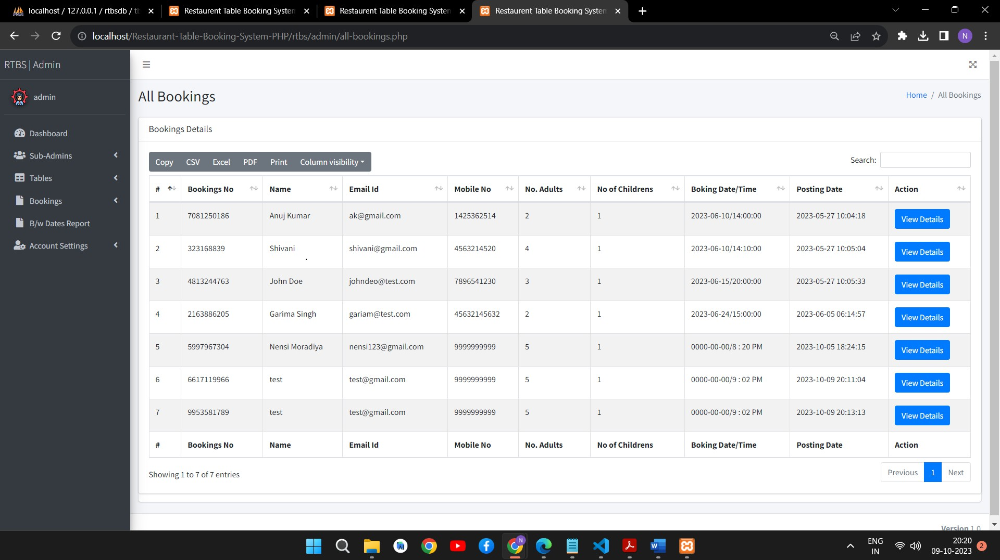 localhost / 127.0.0.1 / rtbsdb / tb
Restaurent Table Booking System
Restaurent Table Booking System
Restaurent Table Booking System
localhost/Restaurant-Table-Booking-System-PHP/rtbs/admin/all-bookings.php
N
RTBS | Admin
admin
Dashboard
Sub-Admins
Tables
Bookings
B/w Dates Report
Account Settings
All Bookings
Home / All Bookings
Bookings Details
Copy CSV Excel PDF Print Column visibility
Search:
# Bookings No Name Email Id Mobile No No. Adults No of Childrens Boking Date/Time Posting Date Action
1 7081250186 Anuj Kumar ak@gmail.com 1425362514 2 1 2023-06-10/14:00:00 2023-05-27 10:04:18 View Details
2 323168839 Shivani shivani@gmail.com 4563214520 4 1 2023-06-10/14:10:00 2023-05-27 10:05:04 View Details
3 4813244763 John Doe johndeo@test.com 7896541230 3 1 2023-06-15/20:00:00 2023-05-27 10:05:33 View Details
4 2163886205 Garima Singh gariam@test.com 45632145632 2 1 2023-06-24/15:00:00 2023-06-05 06:14:57 View Details
5 5997967304 Nensi Moradiya nensi123@gmail.com 9999999999 5 1 0000-00-00/8 : 20 PM 2023-10-05 18:24:15 View Details
6 6617119966 test test@gmail.com 9999999999 5 1 0000-00-00/9 : 02 PM 2023-10-09 20:11:04 View Details
7 9953581789 test test@gmail.com 9999999999 5 1 0000-00-00/9 : 02 PM 2023-10-09 20:13:13 View Details
# Bookings No Name Email Id Mobile No No. Adults No of Childrens Boking Date/Time Posting Date Action
Showing 1 to 7 of 7 entries
Previous 1 Next
Version 1.0
N
ENG
IN
20:20
09-10-2023
2